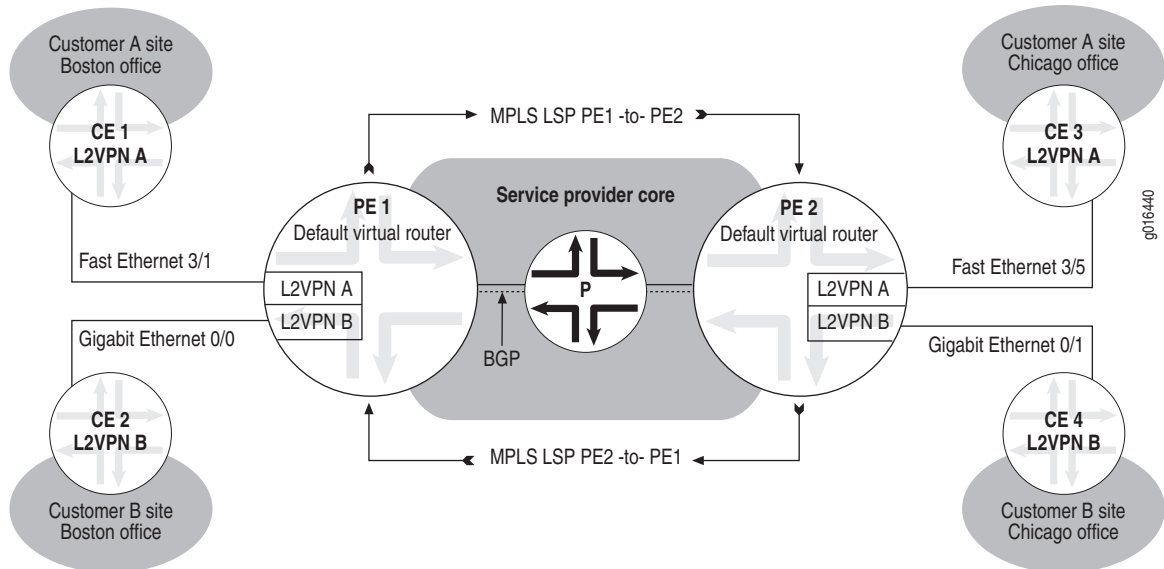 Customer A site
Boston office
CE 1
L2VPN A
Fast Ethernet 3/1
Gigabit Ethernet 0/0
CE 2
L2VPN B
Customer B site
Boston office
MPLS LSP PE1 -to- PE2
Service provider core
PE 1
Default virtual router
L2VPN A
L2VPN B
P
BGP
PE 2
Default virtual router
L2VPN A
L2VPN B
MPLS LSP PE2 -to- PE1
Customer A site
Chicago office
CE 3
L2VPN A
Fast Ethernet 3/5
Gigabit Ethernet 0/1
CE 4
L2VPN B
Customer B site
Chicago office
g016440